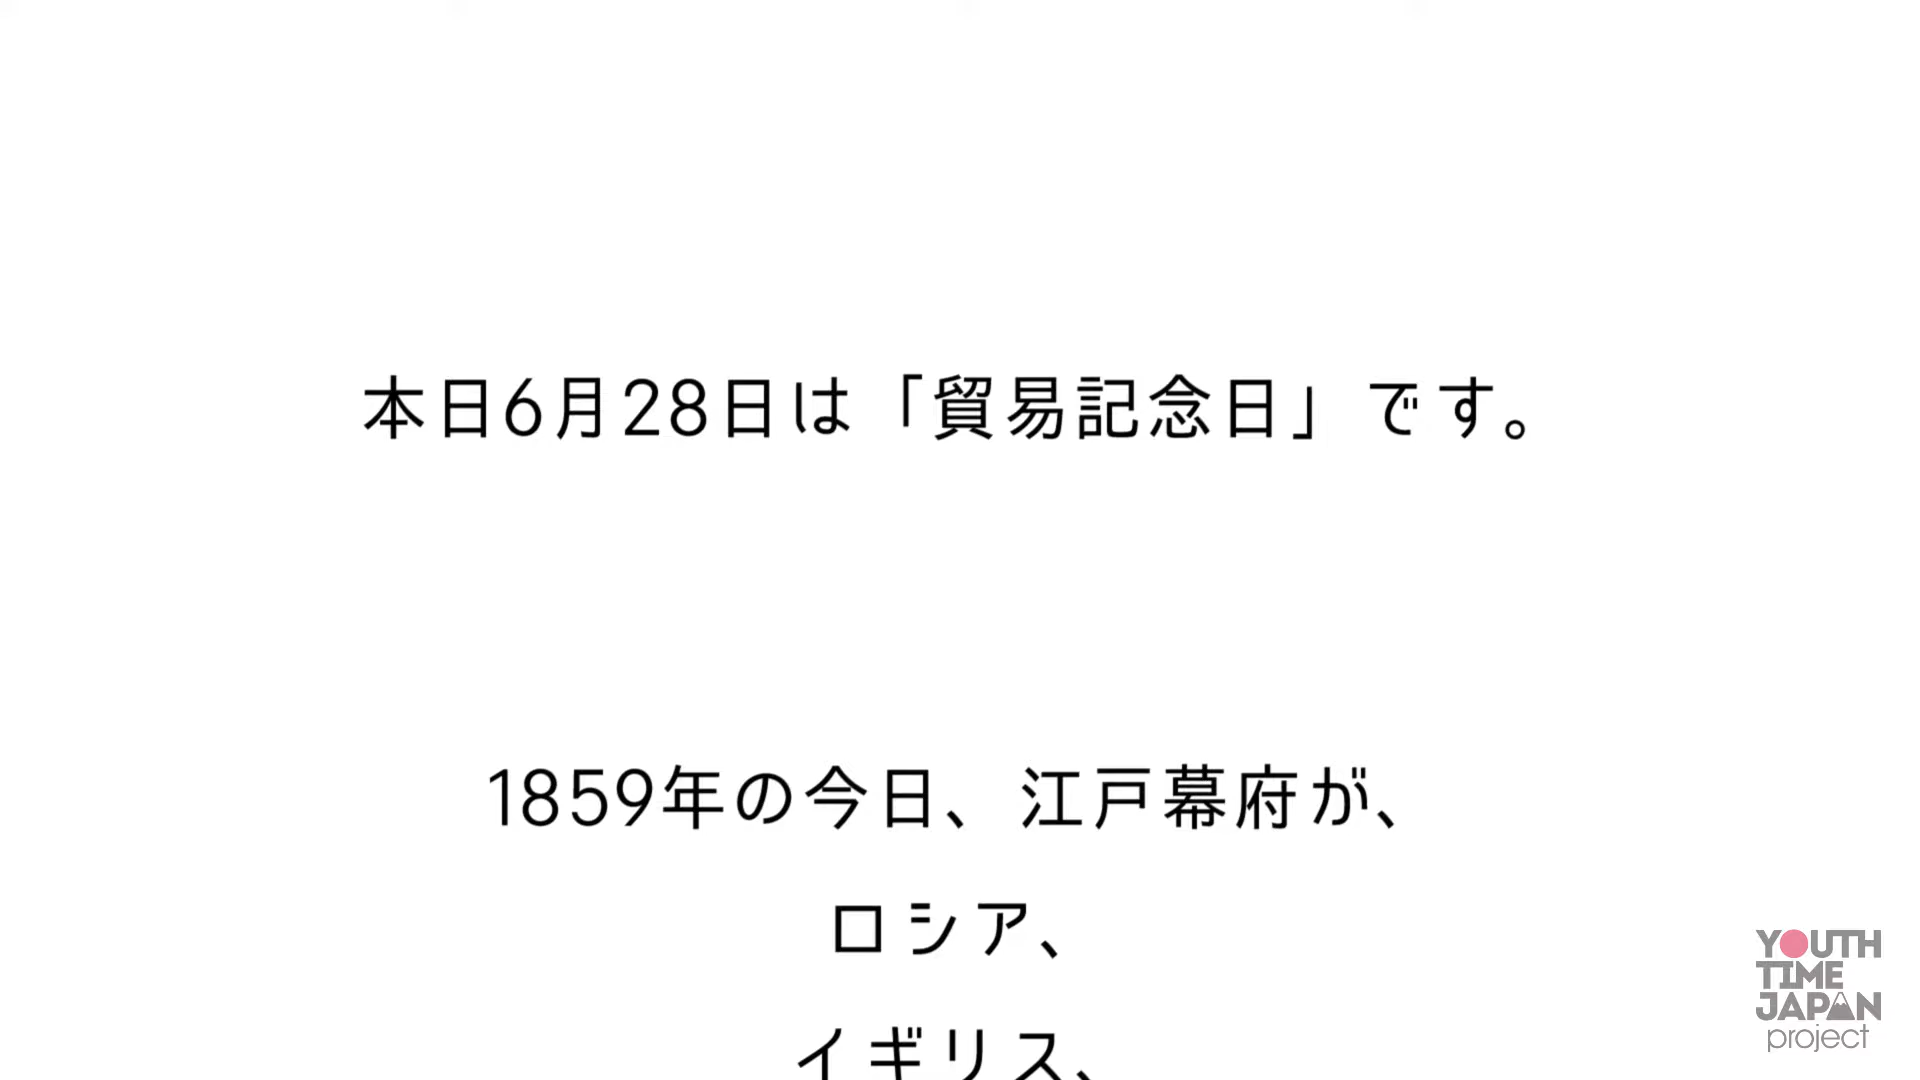 本日6月28日は「貿易記念日」です。
1859年の今日、江戸幕府が、
ロシア、
イギリス、
YOUTH
TIME
JAPAN
project